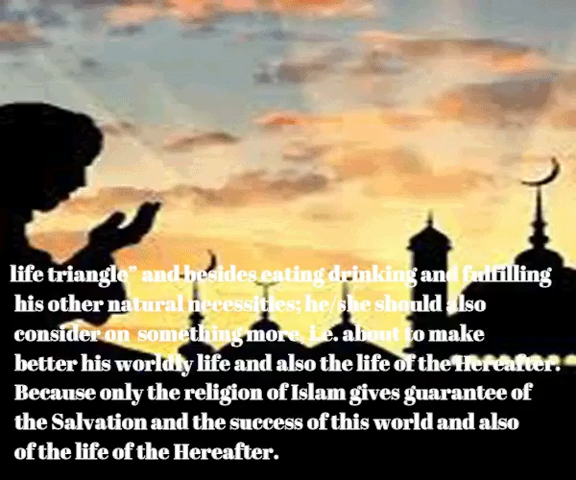 life triangle" and besides eating drinking and fulfilling
his other natural necessities; he/she should also
consider on something more, i.e. about to make
better his worldly life and also the life of the Hereafter.
Because only the religion of Islam gives guarantee of
the Salvation and the success of this world and also
of the life of the Hereafter.